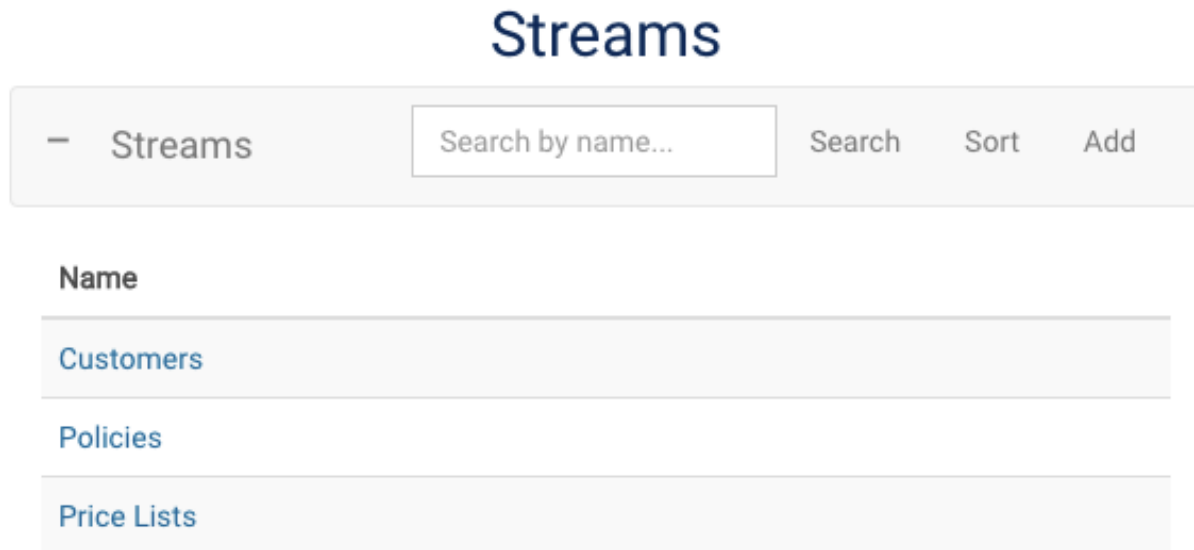 Streams
− Streams Search by name... Search Sort Add
Name
Customers
Policies
Price Lists